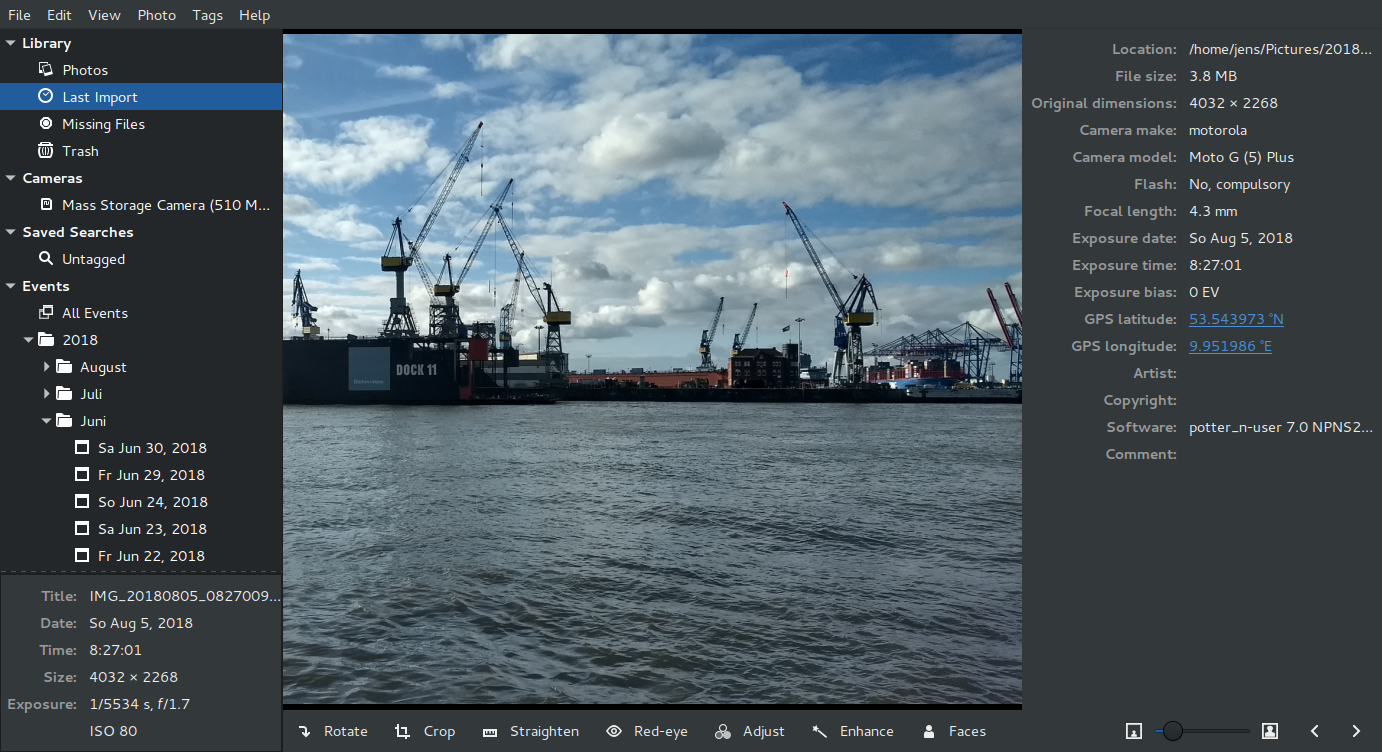 File Edit View Photo Tags Help
Library
Photos
Last Import
Missing Files
Trash
Cameras
Mass Storage Camera (510 M...
Saved Searches
Untagged
Events
All Events
2018
August
Juli
Juni
Sa Jun 30, 2018
Fr Jun 29, 2018
So Jun 24, 2018
Sa Jun 23, 2018
Fr Jun 22, 2018
Title: IMG_20180805_0827009...
Date: So Aug 5, 2018
Time: 8:27:01
Size: 4032 × 2268
Exposure: 1/5534 s, f/1.7
ISO 80
DOCK 11
Rotate Crop Straighten Red-eye Adjust Enhance Faces
Location: /home/jens/Pictures/2018...
File size: 3.8 MB
Original dimensions: 4032 × 2268
Camera make: motorola
Camera model: Moto G (5) Plus
Flash: No, compulsory
Focal length: 4.3 mm
Exposure date: So Aug 5, 2018
Exposure time: 8:27:01
Exposure bias: 0 EV
GPS latitude: 53.543973 °N
GPS longitude: 9.951986 °E
Artist:
Copyright:
Software: potter_n-user 7.0 NPNS2...
Comment: